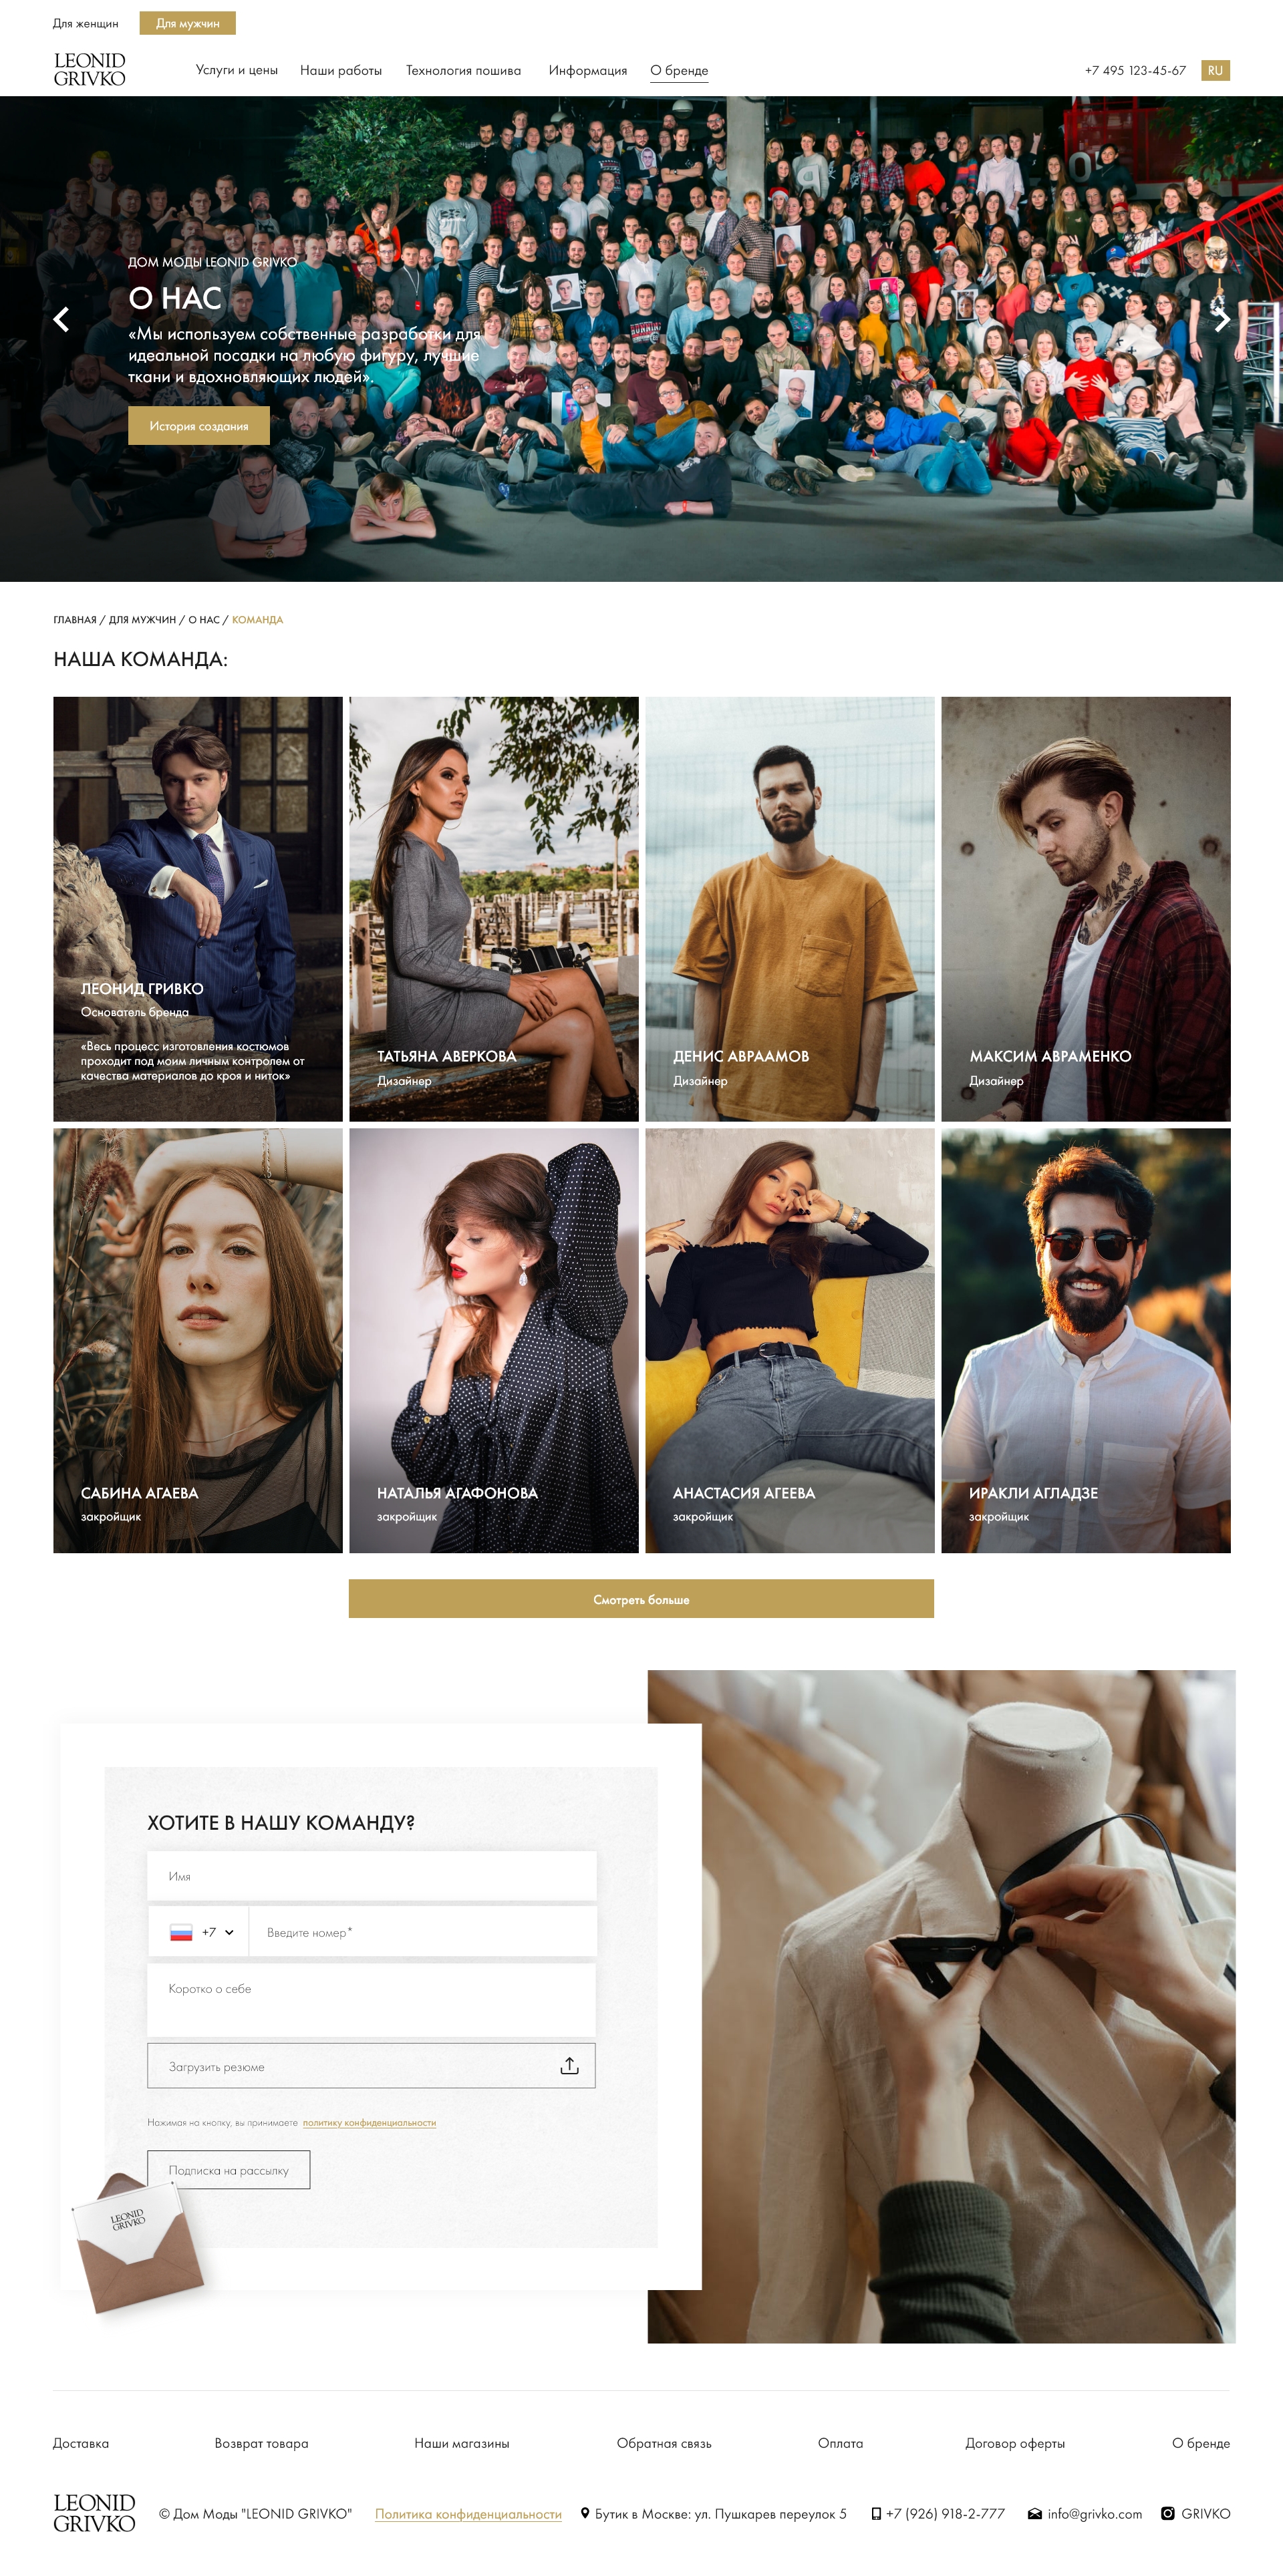 Для женщин
Для мужчин
LEONID
GRIVKO
Услуги и цены
Наши работы
Технология пошива
Информация
О бренде
+7 495 123-45-67
RU
ДОМ МОДЫ LEONID GRIVKO
О НАС
«Мы используем собственные разработки для
идеальной посадки на любую фигуру, лучшие
ткани и вдохновляющих людей».
История создания
ГЛАВНАЯ / ДЛЯ МУЖЧИН / О НАС / КОМАНДА
НАША КОМАНДА:
ЛЕОНИД ГРИВКО
Основатель бренда
«Весь процесс изготовления костюмов
проходит под моим личным контролем от
качества материалов до кроя и ниток»
ТАТЬЯНА АВЕРКОВА
Дизайнер
ДЕНИС АВРААМОВ
Дизайнер
МАКСИМ АВРАМЕНКО
Дизайнер
САБИНА АГАЕВА
закройщик
НАТАЛЬЯ АГАФОНОВА
закройщик
АНАСТАСИЯ АГЕЕВА
закройщик
ИРАКЛИ АГЛАДЗЕ
закройщик
Смотреть больше
ХОТИТЕ В НАШУ КОМАНДУ?
Имя
+7
Введите номер*
Коротко о себе
Загрузить резюме
Нажимая на кнопку, вы принимаете политику конфиденциальности
Подписка на рассылку
LEONID
GRIVKO
Доставка
Возврат товара
Наши магазины
Обратная связь
Оплата
Договор оферты
О бренде
LEONID
GRIVKO
© Дом Моды "LEONID GRIVKO"
Политика конфиденциальности
Бутик в Москве: ул. Пушкарев переулок 5
+7 (926) 918-2-777
info@grivko.com
GRIVKO